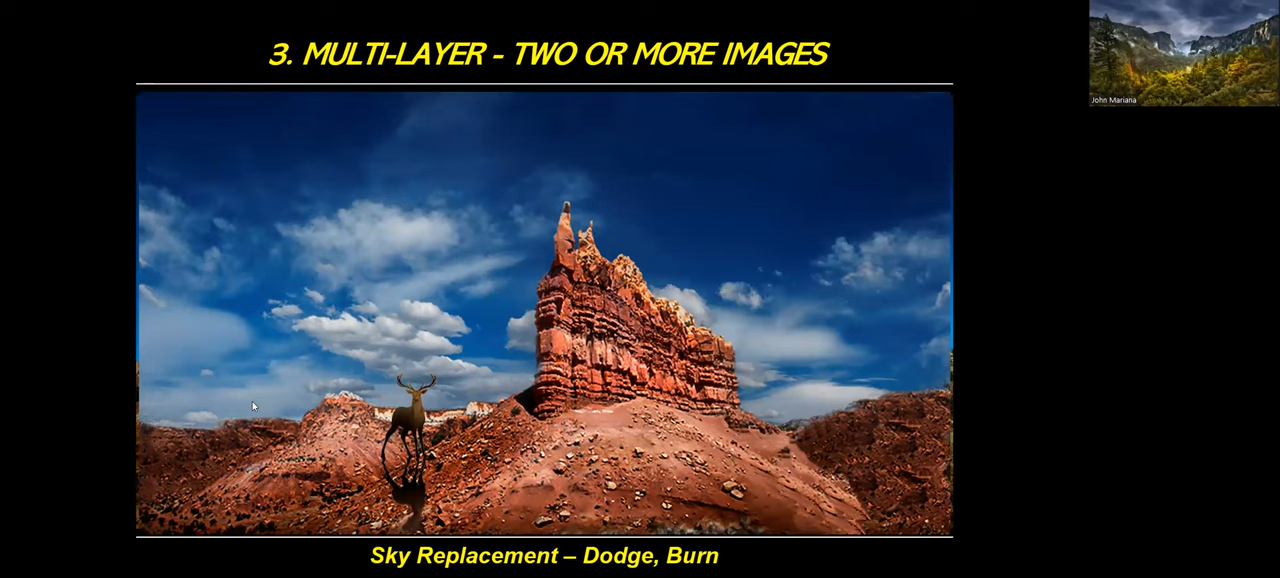 3. MULTI-LAYER - TWO OR MORE IMAGES
John Mariana
Sky Replacement – Dodge, Burn